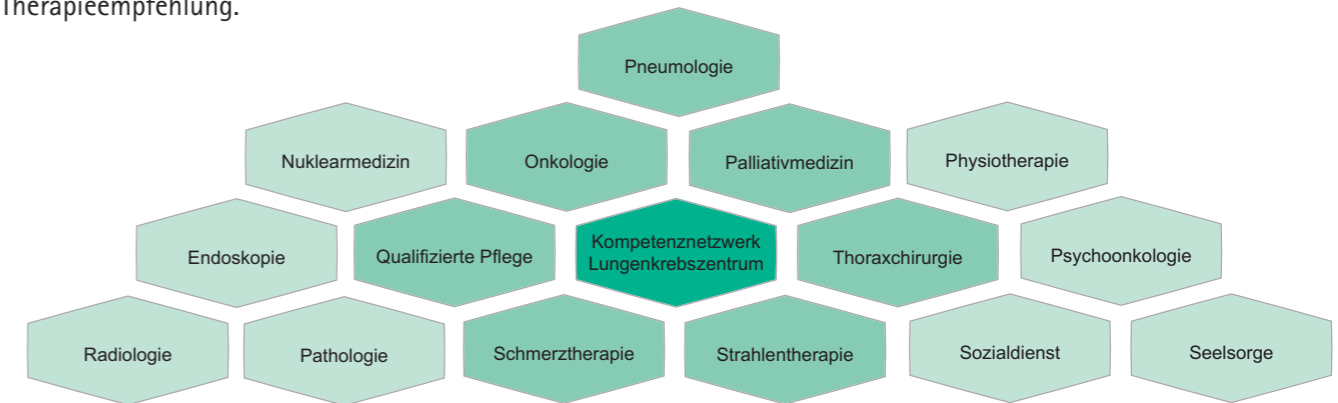 Therapieempfehlung.
Pneumologie
Nuklearmedizin
Onkologie
Palliativmedizin
Physiotherapie
Endoskopie
Qualifizierte Pflege
Kompetenznetzwerk
Lungenkrebszentrum
Thoraxchirurgie
Psychoonkologie
Radiologie
Pathologie
Schmerztherapie
Strahlentherapie
Sozialdienst
Seelsorge